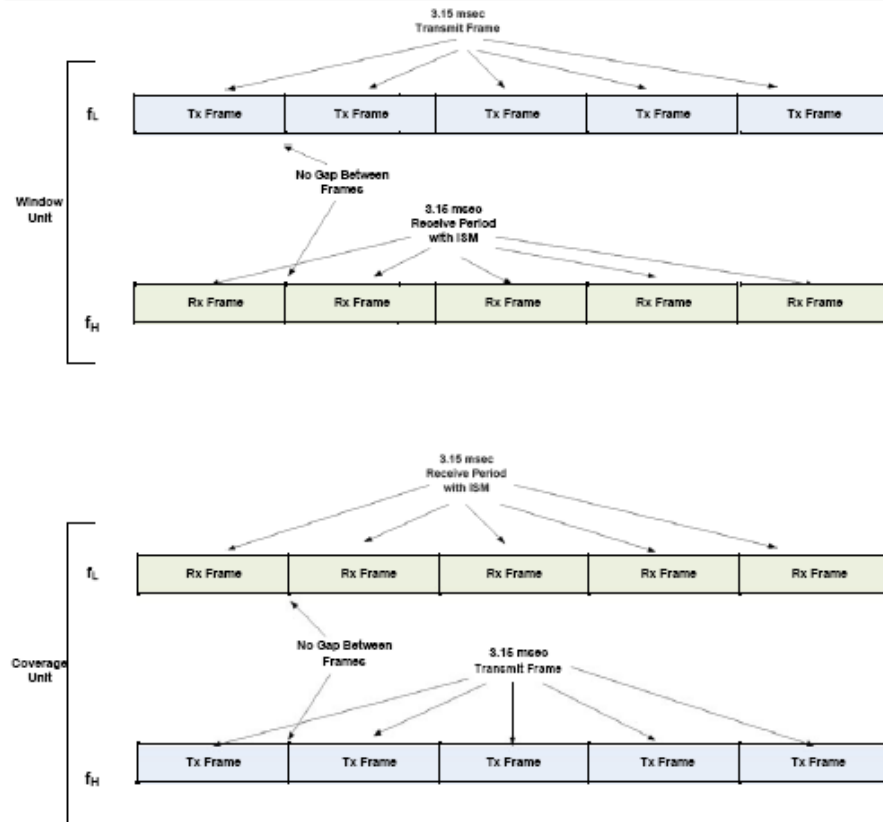 3.15 msec
Transmit Frame
fL
Tx Frame Tx Frame Tx Frame Tx Frame Tx Frame
No Gap Between
Frames
Window
Unit
3.15 msec
Receive Period
with ISM
Rx Frame Rx Frame Rx Frame Rx Frame Rx Frame
fH
3.15 msec
Receive Period
with ISM
fL
Rx Frame Rx Frame Rx Frame Rx Frame Rx Frame
No Gap Between
Frames
3.15 msec
Transmit Frame
Coverage
Unit
Tx Frame Tx Frame Tx Frame Tx Frame Tx Frame
fH